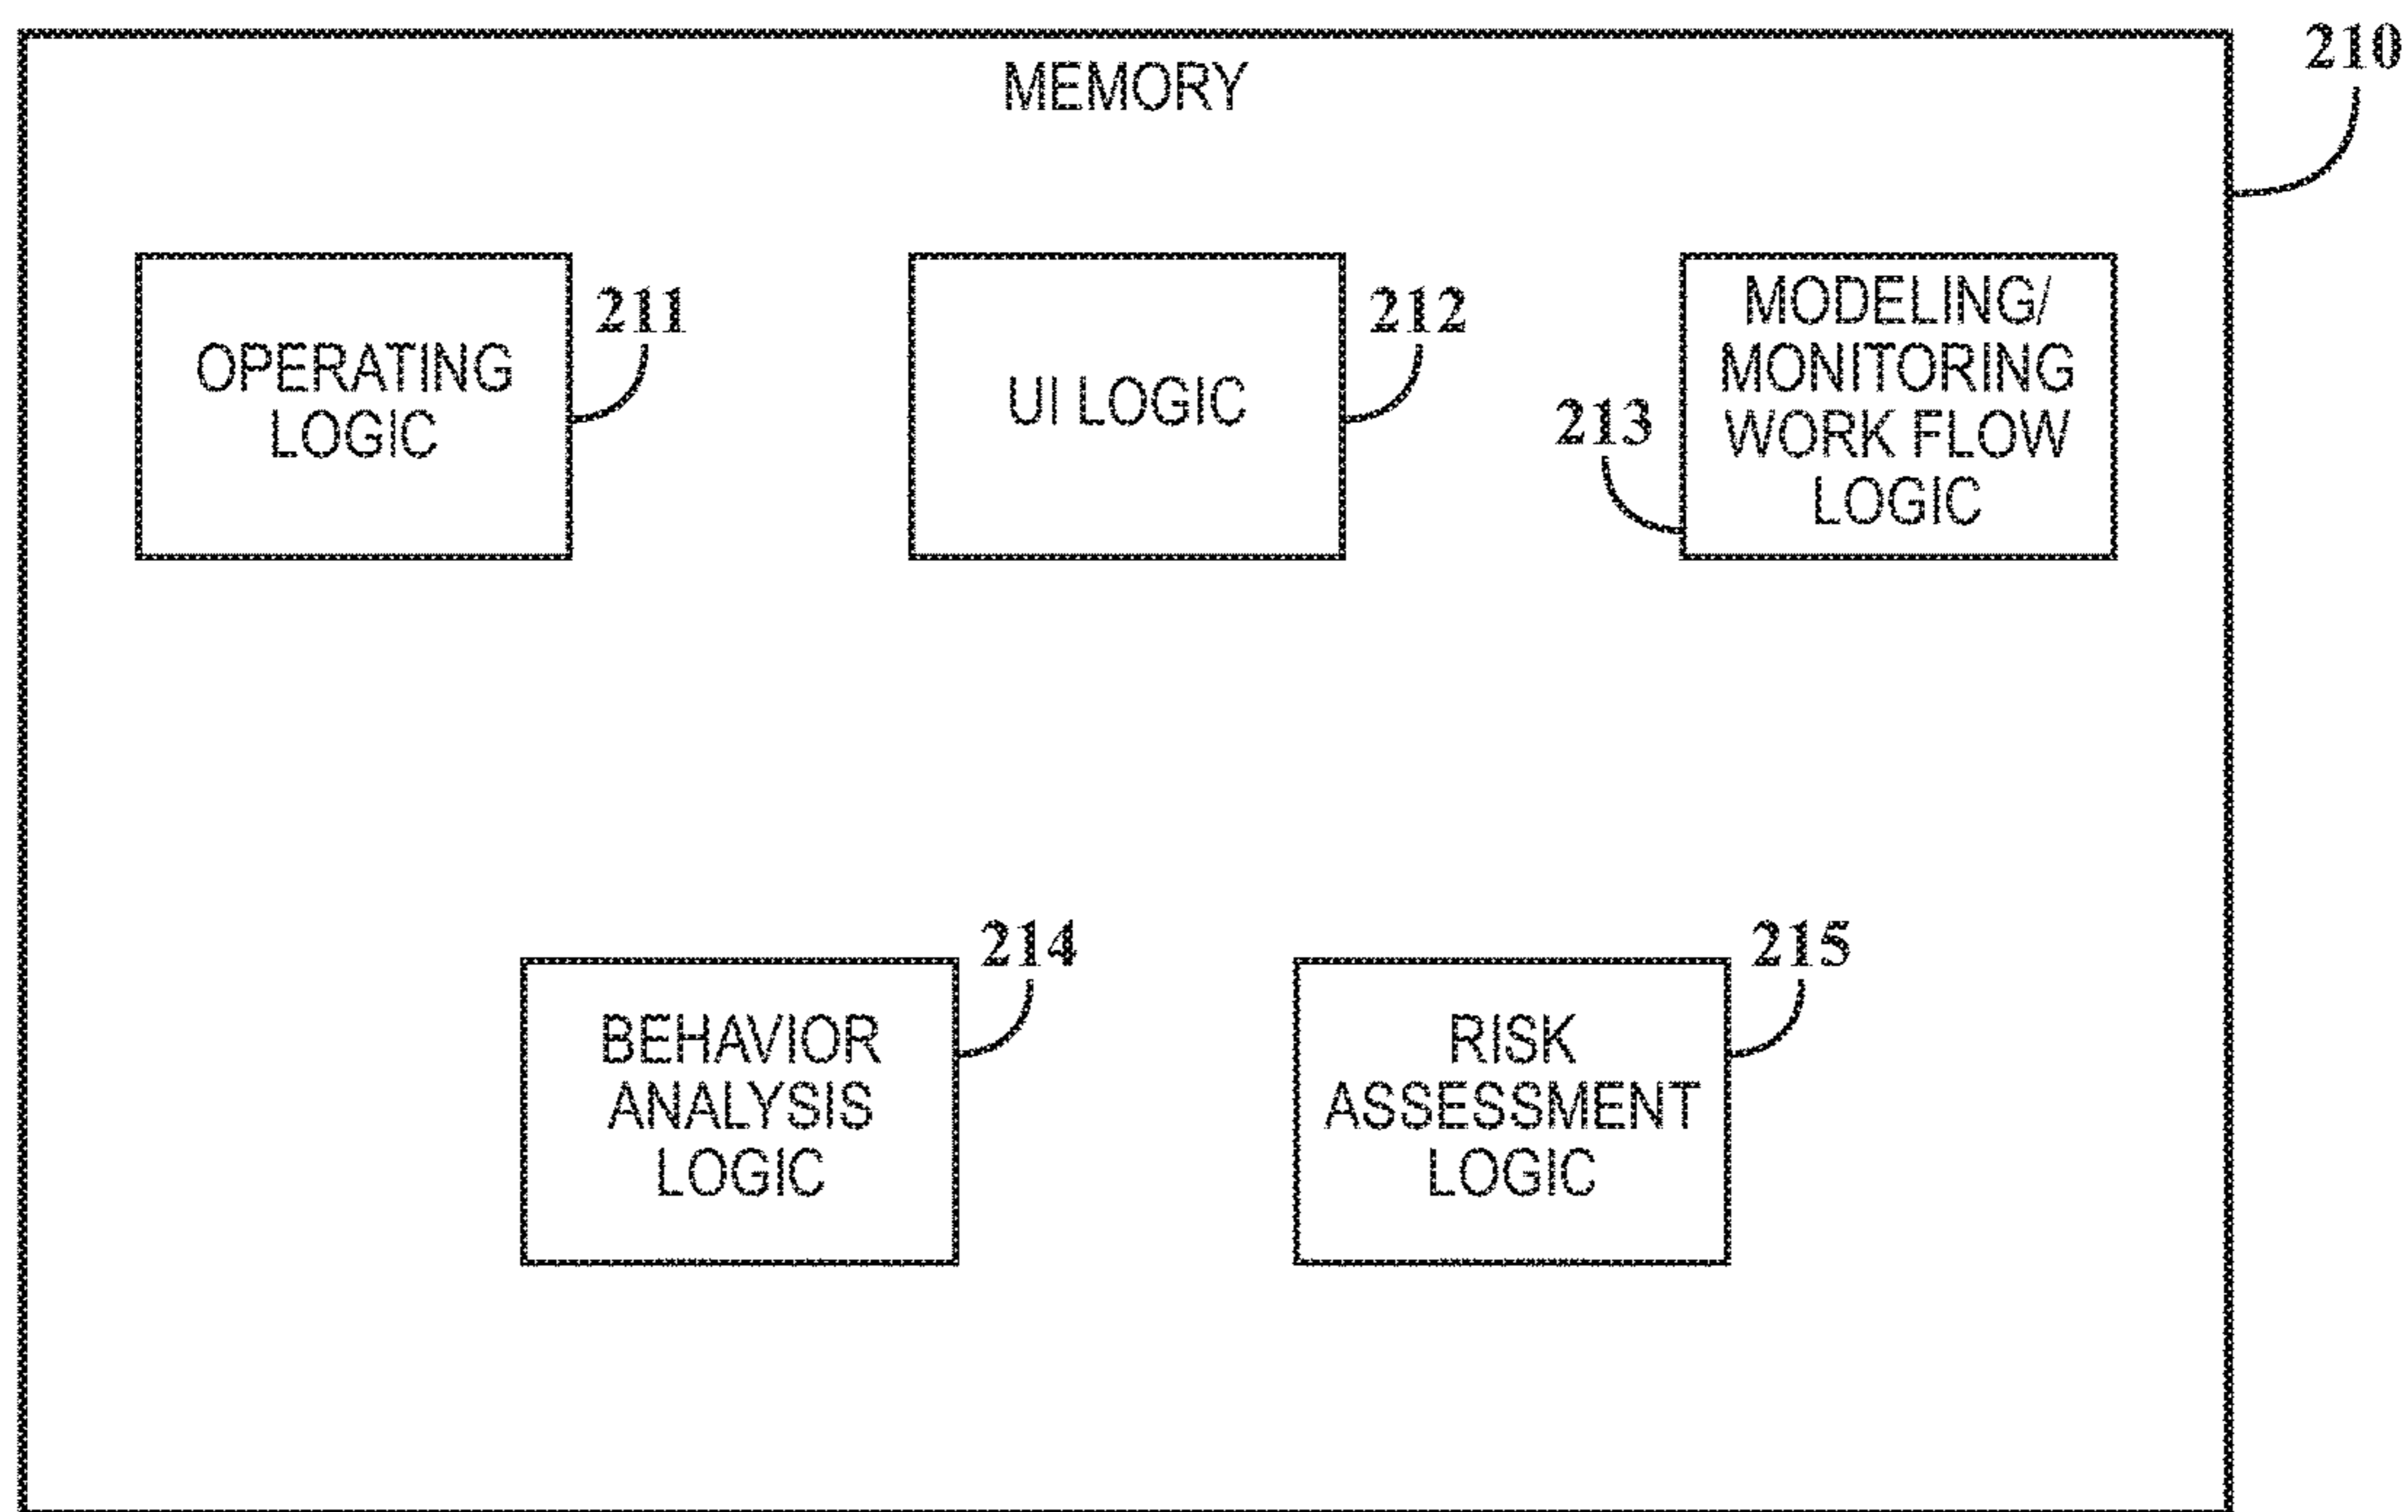 210
MEMORY
OPERATING
LOGIC
211
UI LOGIC
212
MODELING/
MONITORING
WORK FLOW
LOGIC
213
BEHAVIOR
ANALYSIS
LOGIC
214
RISK
ASSESSMENT
LOGIC
215